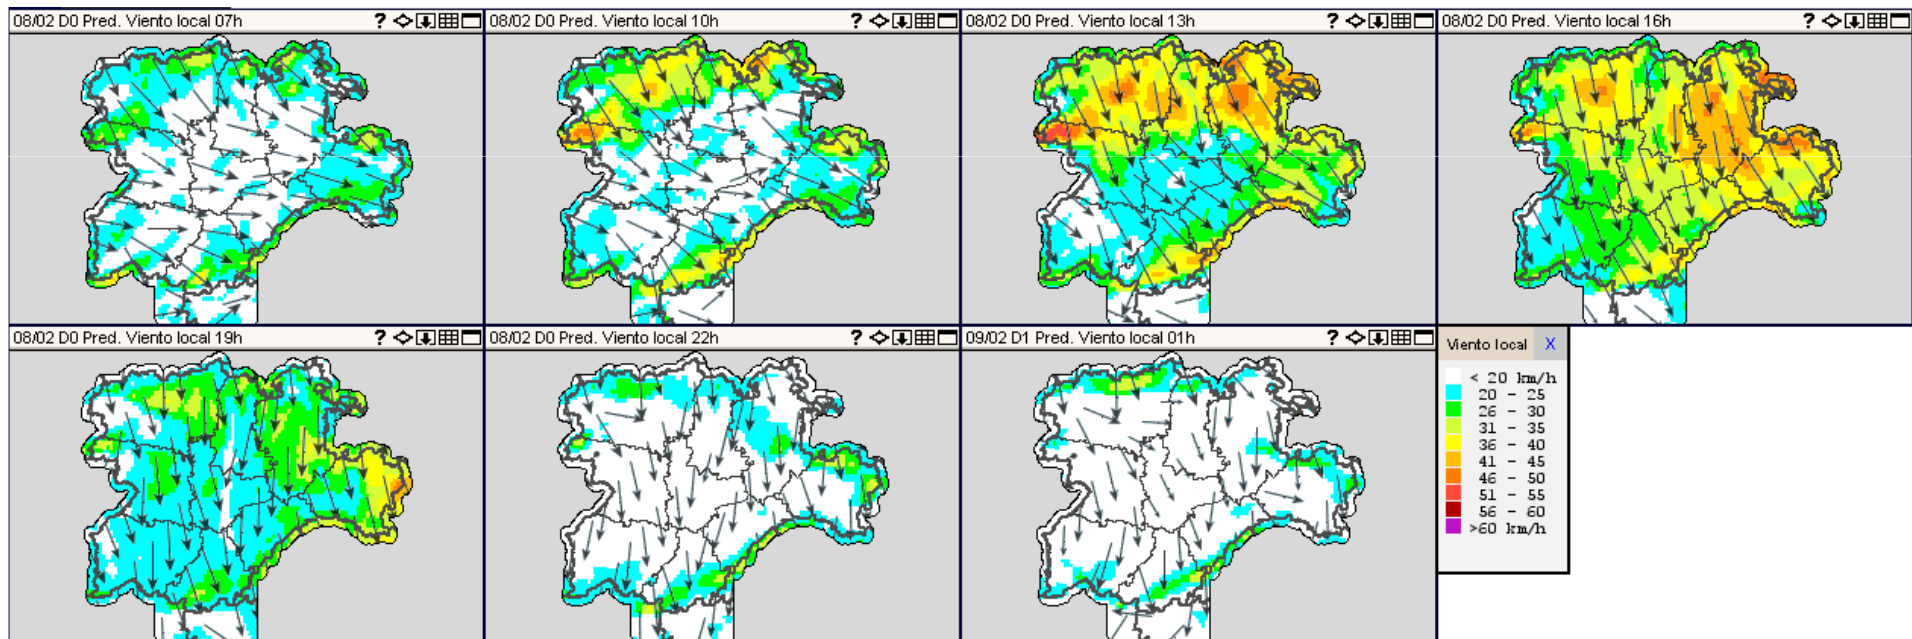 08/02 D0 Pred. Viento local 07h ?
08/02 D0 Pred. Viento local 10h ?
08/02 D0 Pred. Viento local 13h ?
08/02 D0 Pred. Viento local 16h ?
08/02 D0 Pred. Viento local 19h ?
08/02 D0 Pred. Viento local 22h ?
09/02 D1 Pred. Viento local 01h ?
Viento local X
< 20 km/h
20 - 25
26 - 30
31 - 35
36 - 40
41 - 45
46 - 50
51 - 55
56 - 60
>60 km/h